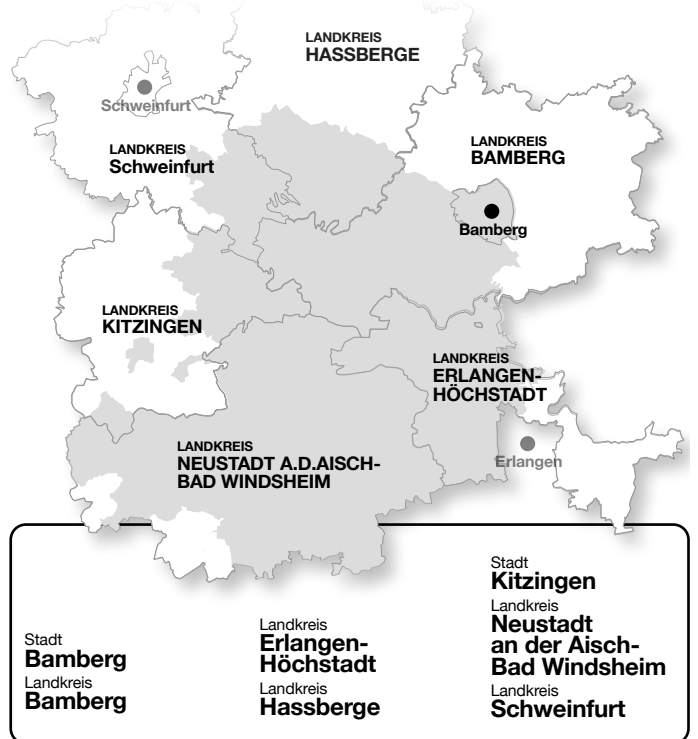 LANDKREIS
HASSBERGE
Schweinfurt
LANDKREIS
Schweinfurt
LANDKREIS
BAMBERG
Bamberg
LANDKREIS
KITZINGEN
LANDKREIS
ERLANGEN-
HÖCHSTADT
LANDKREIS
NEUSTADT A.D.AISCH-
BAD WINDSHEIM
Erlangen
Stadt
Bamberg
Landkreis
Bamberg
Landkreis
Erlangen-
Höchstadt
Landkreis
Hassberge
Stadt
Kitzingen
Landkreis
Neustadt
an der Aisch-
Bad Windsheim
Landkreis
Schweinfurt